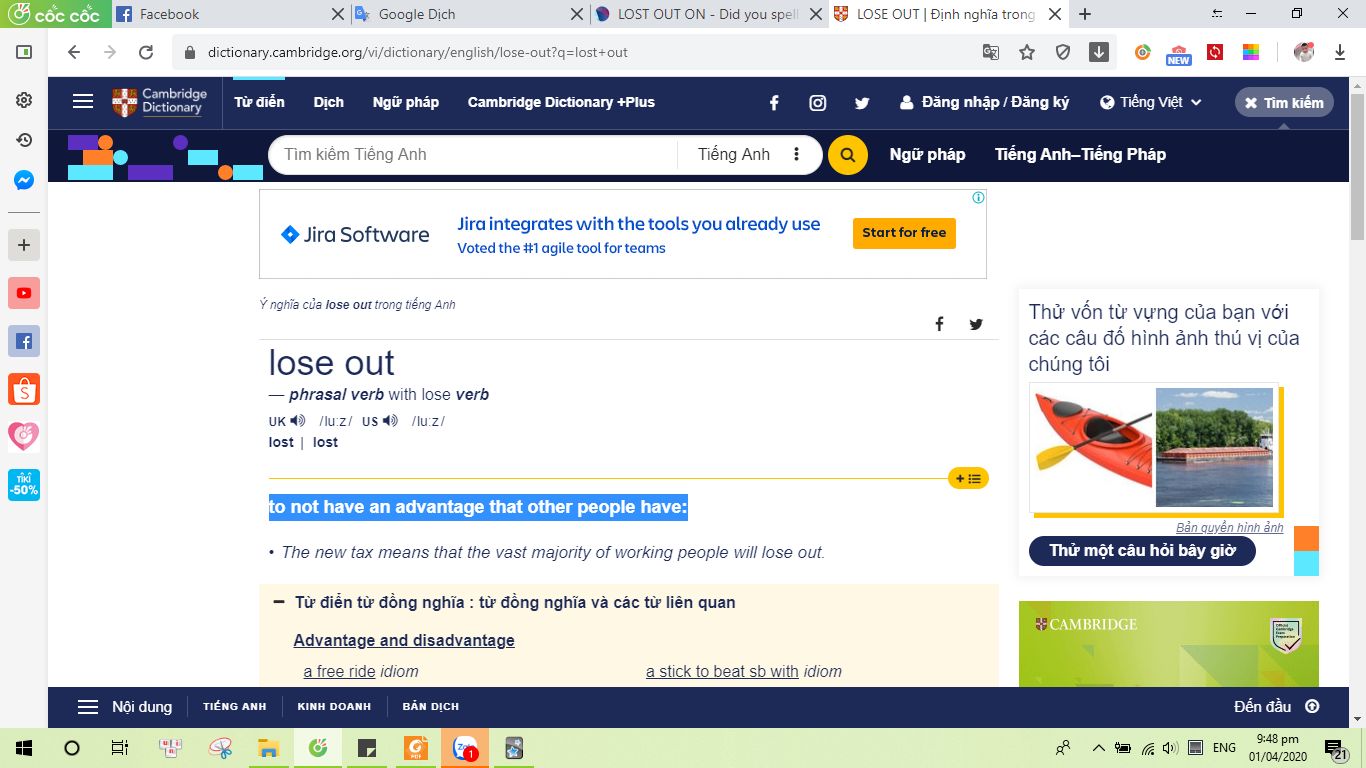 cốc cốc
Facebook
Google Dịch
LOST OUT ON - Did you spell
LOSE OUT | Định nghĩa trong
dictionary.cambridge.org/vi/dictionary/english/lose-out?q=lost+out
NEW
Cambridge
Dictionary
Từ điển
Dịch
Ngữ pháp
Cambridge Dictionary +Plus
Đăng nhập / Đăng ký
Tiếng Việt
Tìm kiếm
Tìm kiếm Tiếng Anh
Tiếng Anh
Ngữ pháp
Tiếng Anh–Tiếng Pháp
Jira Software
Jira integrates with the tools you already use
Voted the #1 agile tool for teams
Start for free
Ý nghĩa của lose out trong tiếng Anh
lose out
— phrasal verb with lose verb
UK /luːz/ US /luːz/
lost | lost
to not have an advantage that other people have:
• The new tax means that the vast majority of working people will lose out.
Từ điển từ đồng nghĩa : từ đồng nghĩa và các từ liên quan
Advantage and disadvantage
a free ride idiom
a stick to beat sb with idiom
Thử vốn từ vựng của bạn với
các câu đố hình ảnh thú vị của
chúng tôi
Bản quyền hình ảnh
Thử một câu hỏi bây giờ
CAMBRIDGE
TIKI
-50%
Nội dung
TIẾNG ANH
KINH DOANH
BẢN DỊCH
Đến đầu
PDF
Zalo
1
ENG
9:48 pm
01/04/2020
21